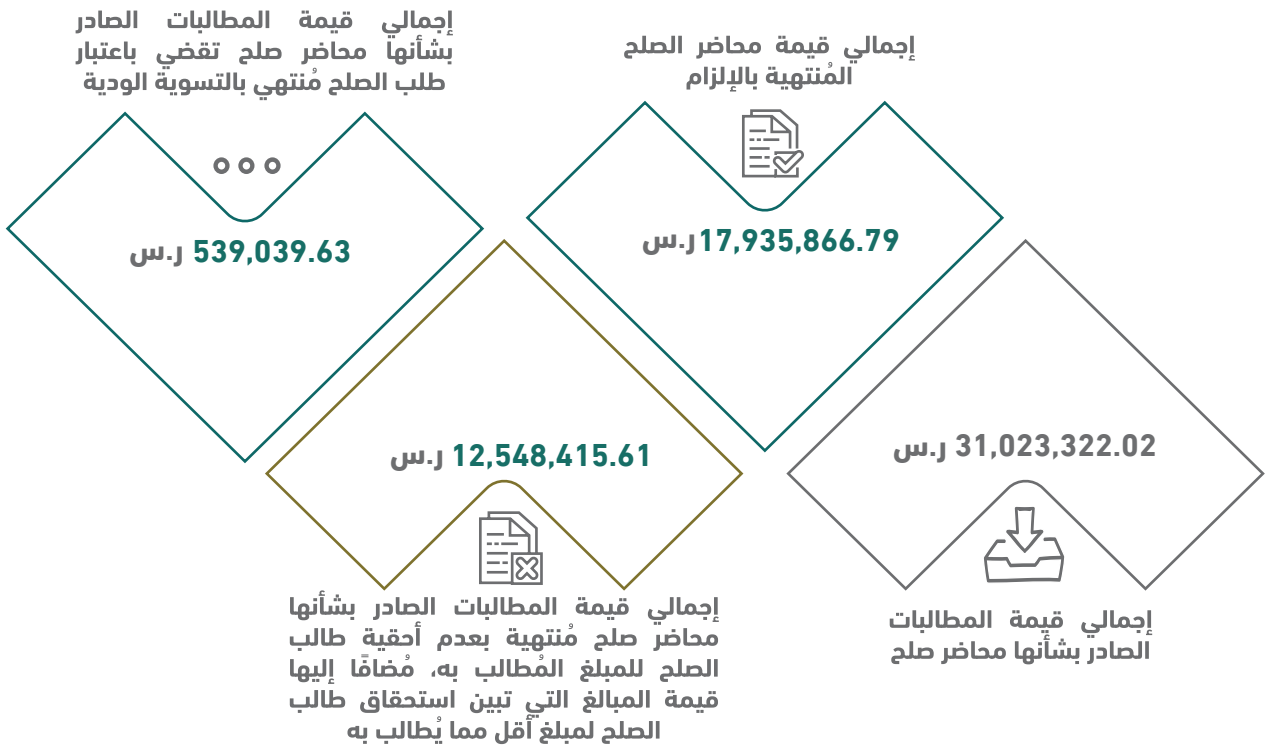 إجمالي قيمة المطالبات الصادر بشأنها محاضر صلح
31,023,322.02 ر.س
إجمالي قيمة محاضر الصلح
المُنتهية بالإلزام
17,935,866.79 ر.س
إجمالي قيمة المطالبات الصادر بشأنها
محاضر صلح مُنتهية بعدم أحقية طالب
الصلح للمبلغ المُطالب به، مُضافًا إليها
قيمة المبالغ التي تبين استحقاق طالب
الصلح لمبلغ أقل مما يُطالب به
12,548,415.61 ر.س
إجمالي قيمة المطالبات الصادر
بشأنها محاضر صلح تقضي باعتبار
طلب الصلح مُنتهي بالتسوية الودية
539,039.63 ر.س